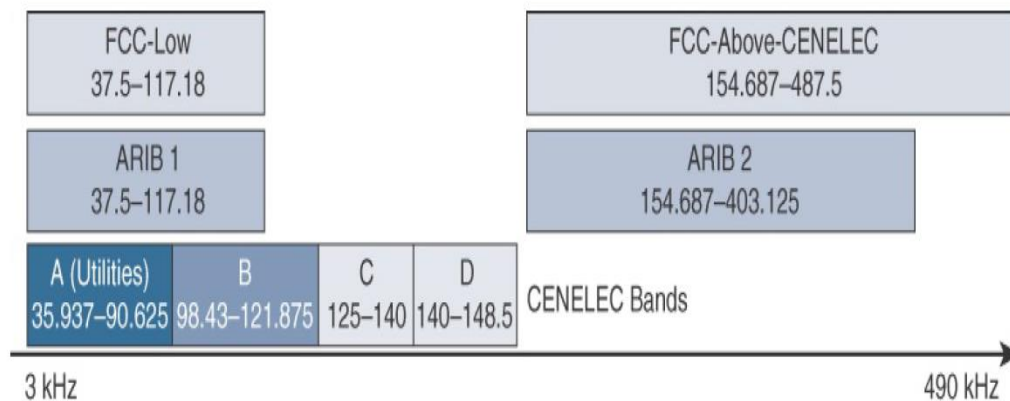 FCC-Low
37.5–117.18
FCC-Above-CENELEC
154.687–487.5
ARIB 1
37.5–117.18
ARIB 2
154.687–403.125
A (Utilities)
35.937–90.625
B
98.43–121.875
C
125–140
D
140–148.5
CENELEC Bands
3 kHz
490 kHz